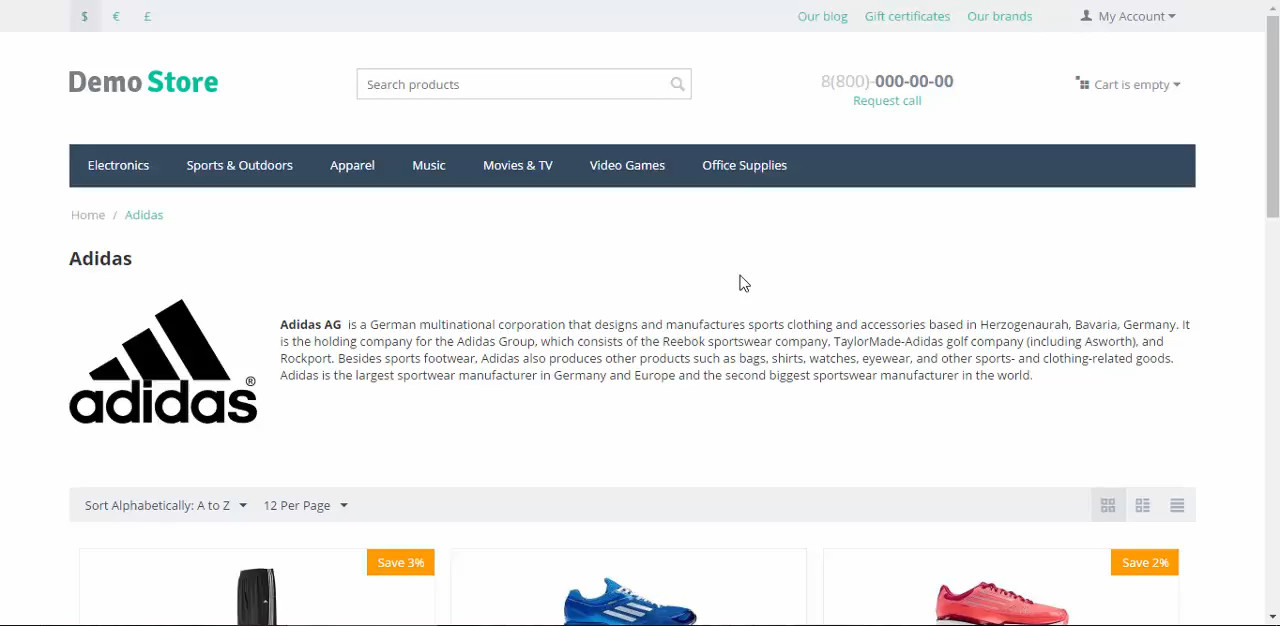 $ € £ Our blog Gift certificates Our brands My Account
Demo Store Search products 8(800)-000-00-00 Cart is empty
Request call
Electronics Sports & Outdoors Apparel Music Movies & TV Video Games Office Supplies
Home / Adidas
Adidas
adidas®
Adidas AG is a German multinational corporation that designs and manufactures sports clothing and accessories based in Herzogenaurah, Bavaria, Germany. It
is the holding company for the Adidas Group, which consists of the Reebok sportswear company, TaylorMade-Adidas golf company (including Asworth), and
Rockport. Besides sports footwear, Adidas also produces other products such as bags, shirts, watches, eyewear, and other sports- and clothing-related goods.
Adidas is the largest sportwear manufacturer in Germany and Europe and the second biggest sportswear manufacturer in the world.
Sort Alphabetically: A to Z 12 Per Page
Save 3% Save 2%